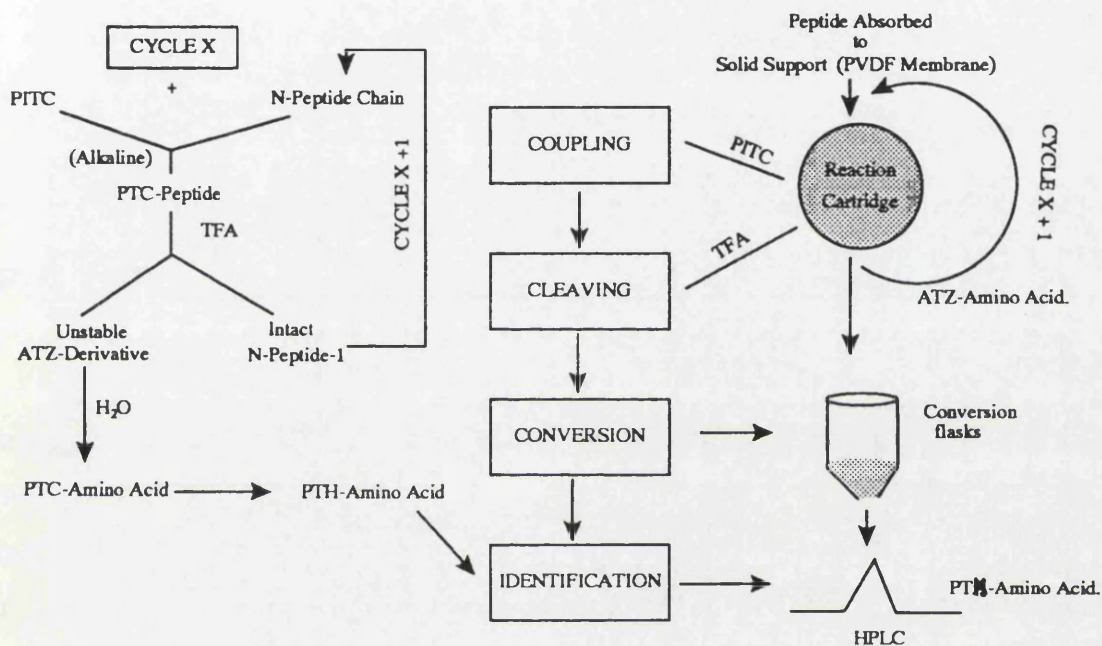 CYCLE X
+
PITC
N-Peptide Chain
(Alkaline)
PTC-Peptide
TFA
Unstable
ATZ-Derivative
Intact
N-Peptide-1
CYCLE X +1
H₂O
PTC-Amino Acid
PTH-Amino Acid
COUPLING
CLEAVING
CONVERSION
IDENTIFICATION
PITC
TFA
Peptide Absorbed
to
Solid Support (PVDF Membrane)
Reaction
Cartridge
CYCLE X + 1
ATZ-Amino Acid.
Conversion
flasks
-Amino Acid.
HPLC